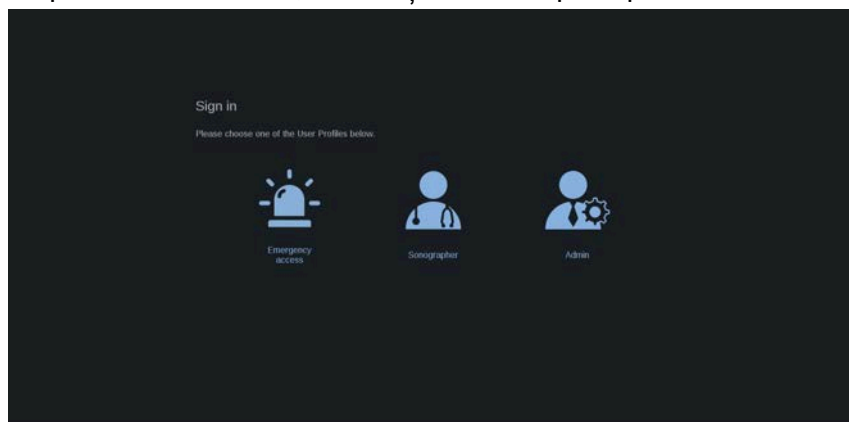 Sign in
Please choose one of the User Profiles below.
Emergency
access
Sonographer
Admin